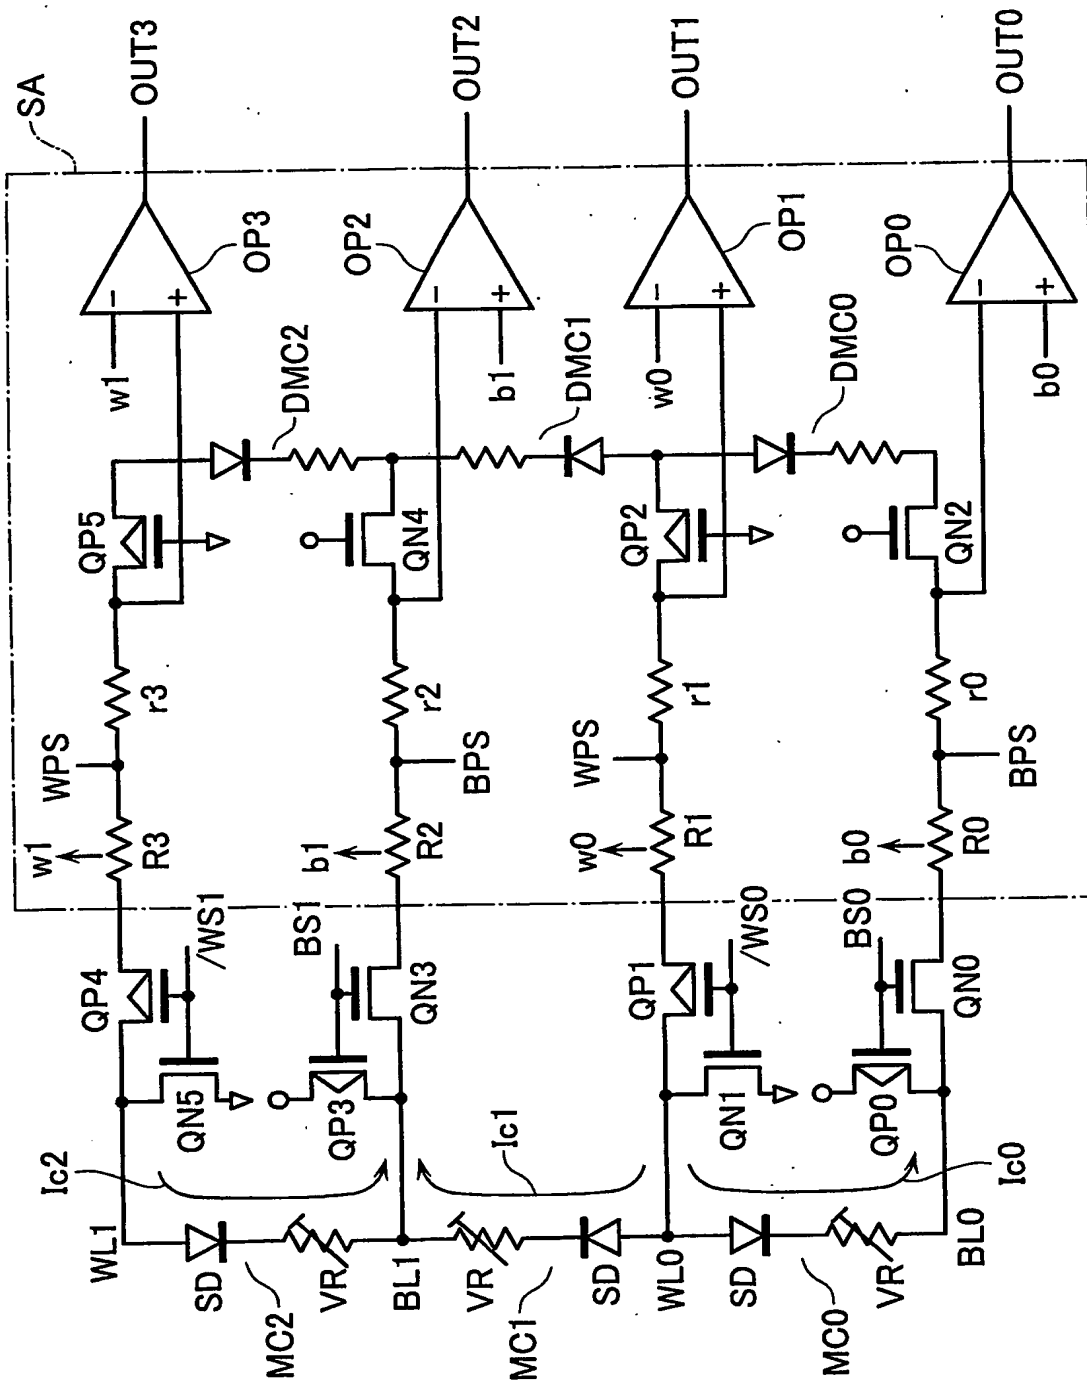 SA
OUT3
OUT2
OUT1
OUT0
OP3
OP2
OP1
OP0
−
+
w1
−
+
b1
−
+
w0
−
+
b0
DMC2
DMC1
DMC0
QP5
QN4
QP2
QN2
r3
r2
r1
r0
WPS
BPS
WPS
BPS
w1
R3
b1
R2
w0
R1
b0
R0
/WS1
BS1
/WS0
BS0
QP4
QN3
QP1
QN0
QN5
QP3
QN1
QP0
Ic2
Ic1
Ic0
WL1
SD
VR
BL1
VR
SD
WL0
SD
VR
BL0
MC2
MC1
MC0